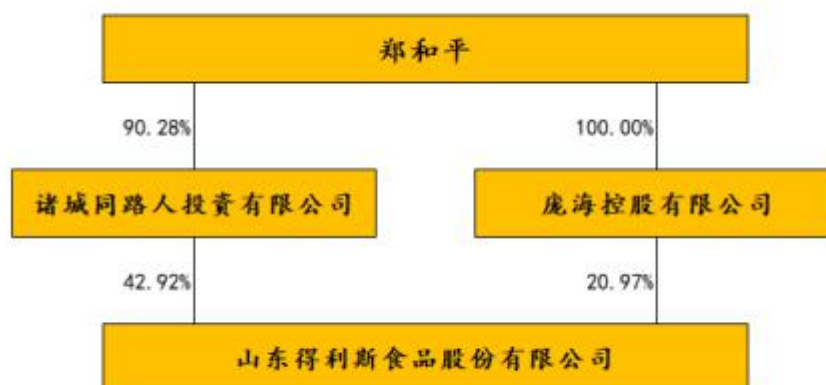 郑和平
90.28%
100.00%
诸城同路人投资有限公司
庞海控股有限公司
42.92%
20.97%
山东得利斯食品股份有限公司